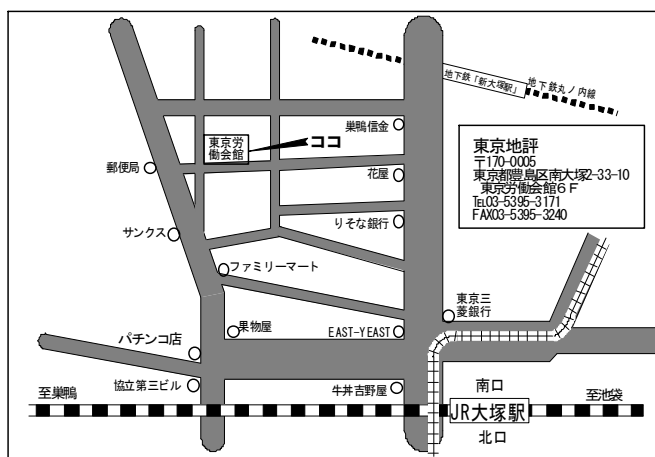 地下鉄「新大塚駅」
地下鉄丸ノ内線
巣鴨信金
東京労
働会館
ココ
郵便局
花屋
東京地評
〒170-0005
東京都豊島区南大塚2-33-10
東京労働会館6F
TEL03-5395-3171
FAX03-5395-3240
サンクス
りそな銀行
ファミリーマート
東京三
菱銀行
パチンコ店
果物屋
EAST-YEAST
協立第三ビル
牛丼吉野屋
南口
至巣鴨
至池袋
JR大塚駅
北口